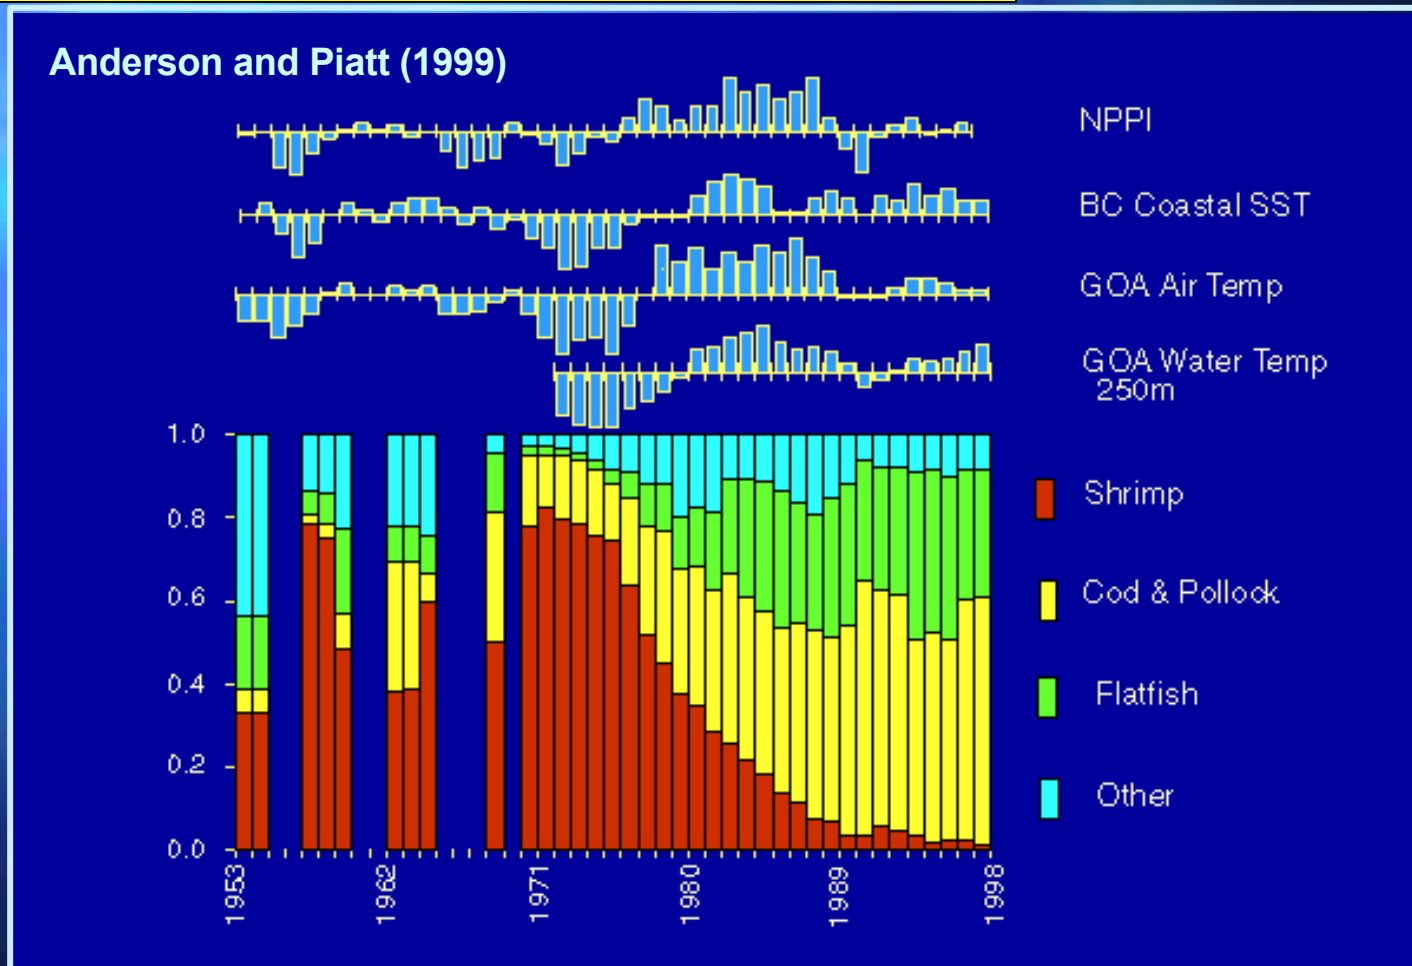 Anderson and Piatt (1999)
NPPI
BC Coastal SST
GOA Air Temp
GOA Water Temp
250m
1.0
0.8
0.6
0.4
0.2
0.0
Shrimp
Cod & Pollock
Flatfish
Other
1953
1962
1971
1980
1989
1998